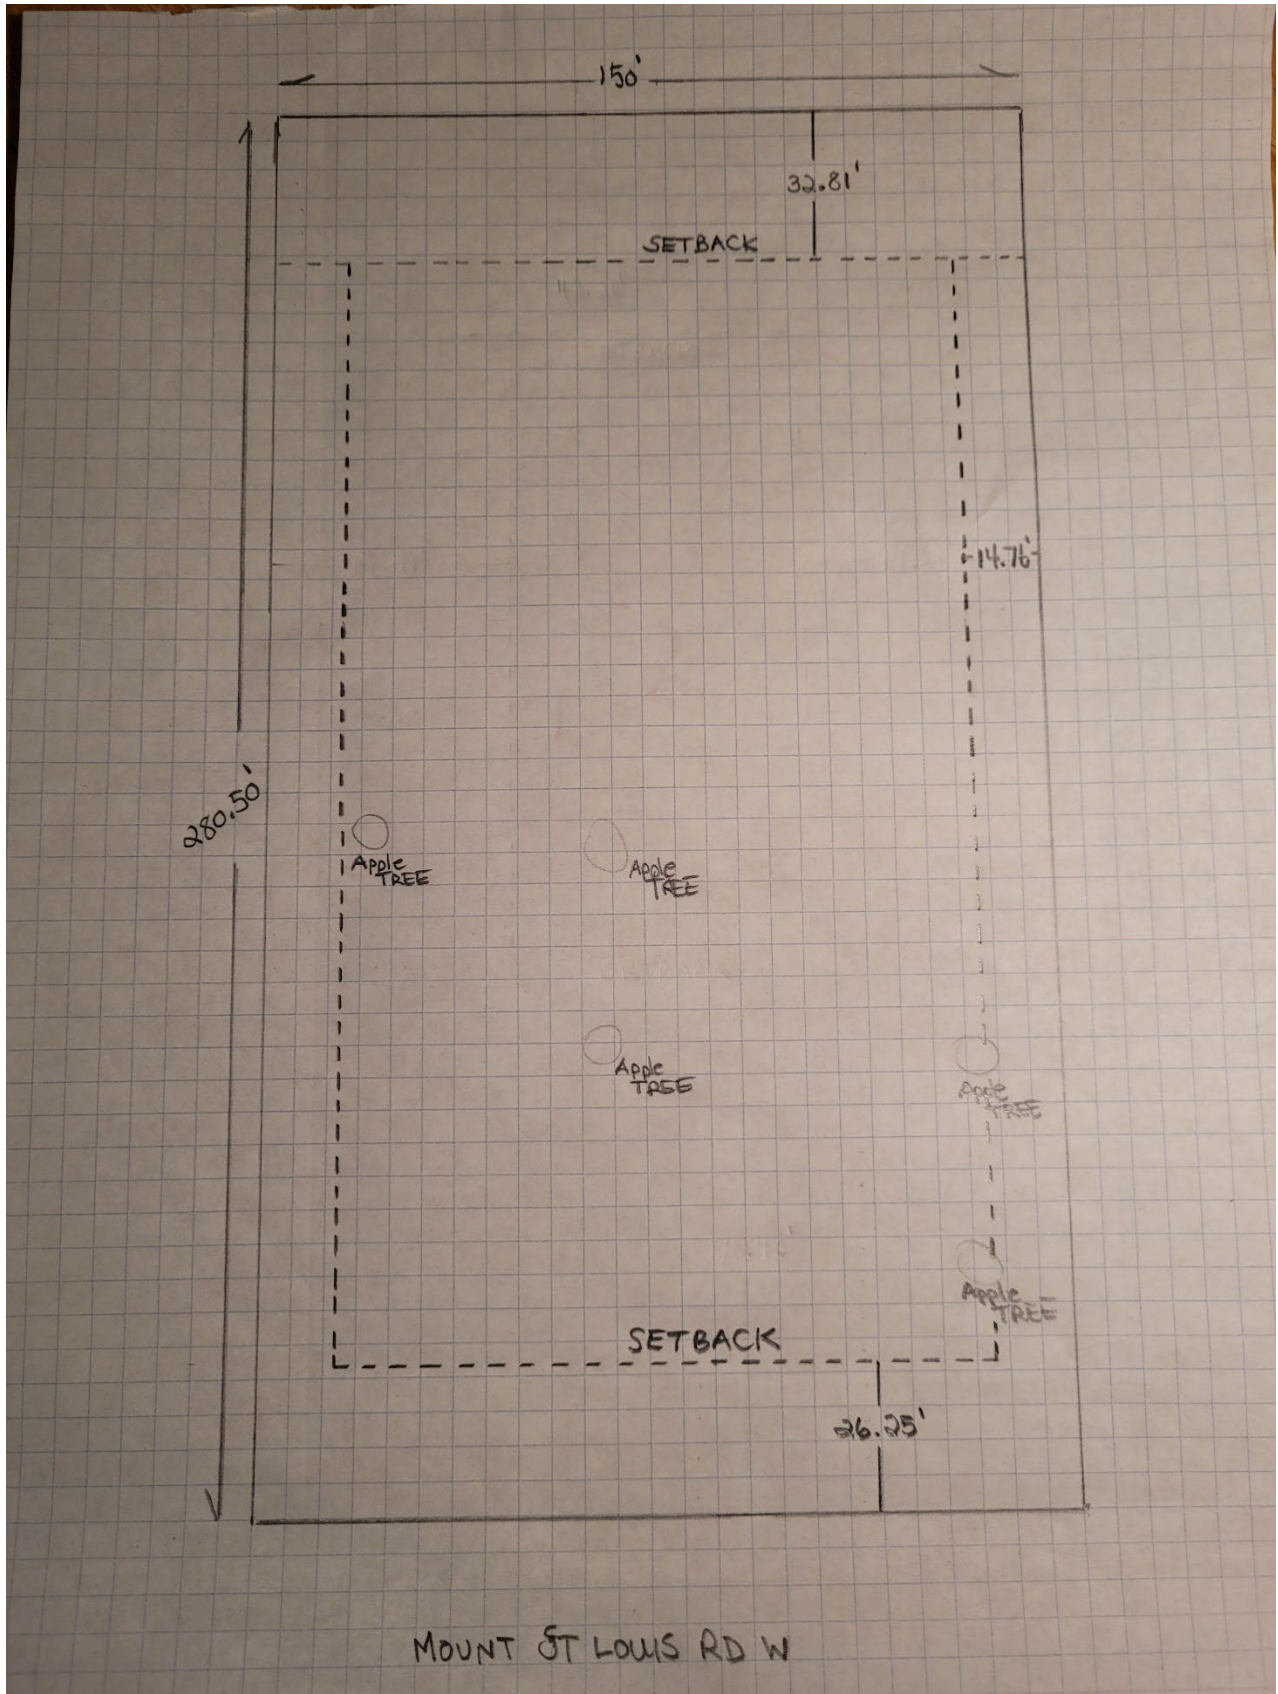 150'
32.81'
SETBACK
14.76'
280.50'
Apple
TREE
Apple
TREE
Apple
TREE
Apple
TREE
Apple
TREE
SETBACK
26.25'
MOUNT ST LOUIS RD W